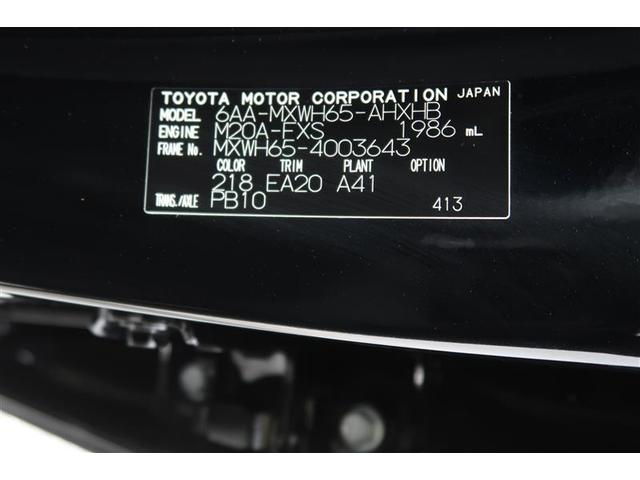 TOYOTA MOTOR CORPORATION JAPAN
MODEL 6AA-MXWH65-AHXHB
ENGINE M20A-FXS 1986 mL
FRAME No. MXWH65-4003643
COLOR TRIM PLANT OPTION
218 EA20 A41
TRANS./AXLE PB10 413